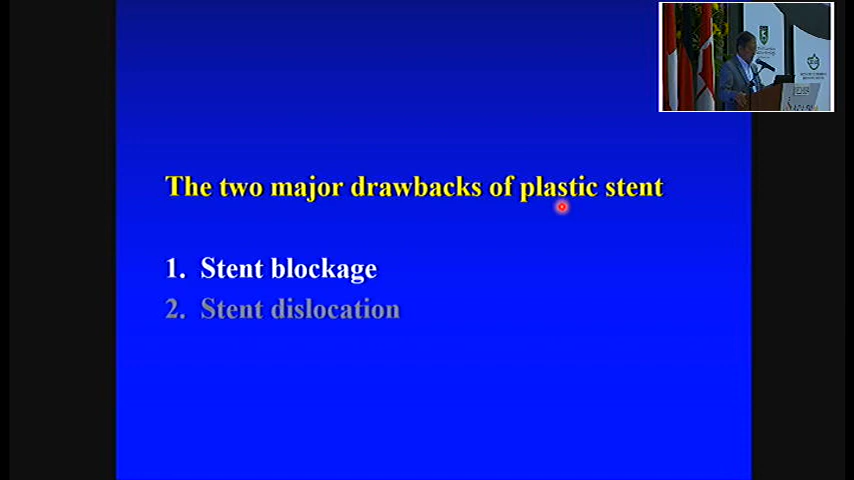 The two major drawbacks of plastic stent
1. Stent blockage
2. Stent dislocation